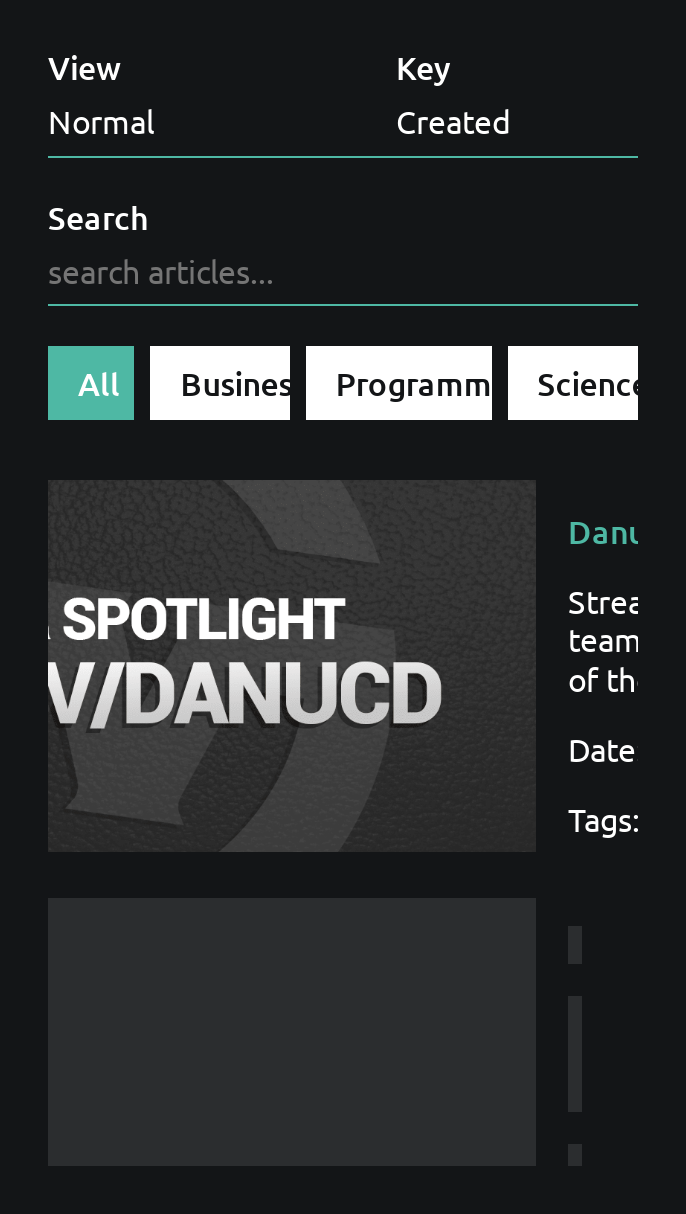 View
Key
Normal
Created
Search
search articles...
All
Busines
Programm
Science
SPOTLIGHT
V/DANUCD
Danu
Strea
team
of the
Date
Tags: